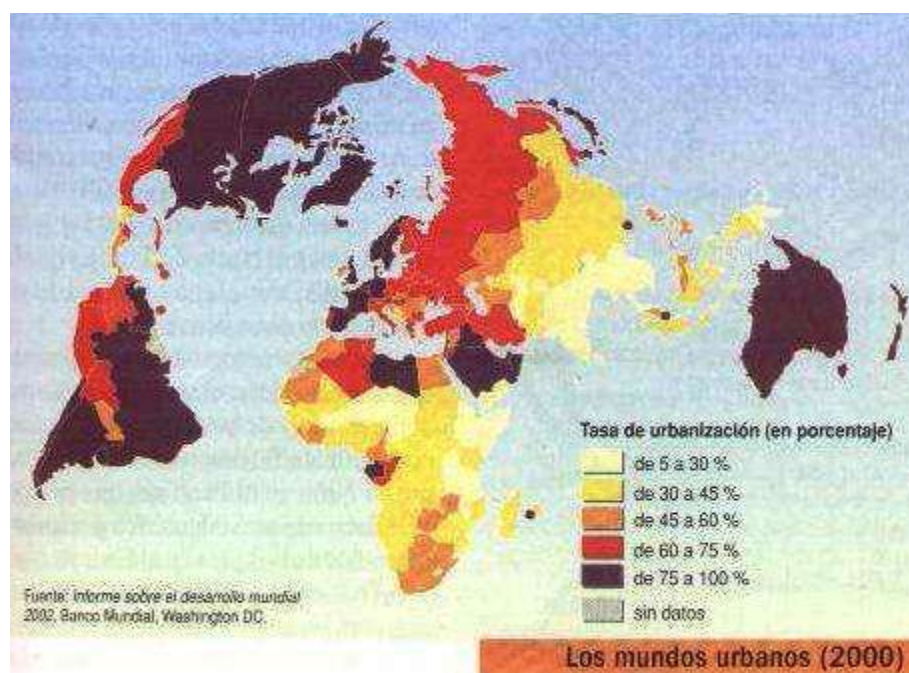 Tasa de urbanización (en porcentaje)
de 5 a 30 %
de 30 a 45 %
de 45 a 60 %
de 60 a 75 %
de 75 a 100 %
sin datos
Fuente: Informe sobre el desarrollo mundial
2002, Banco Mundial, Washington DC.
Los mundos urbanos (2000)